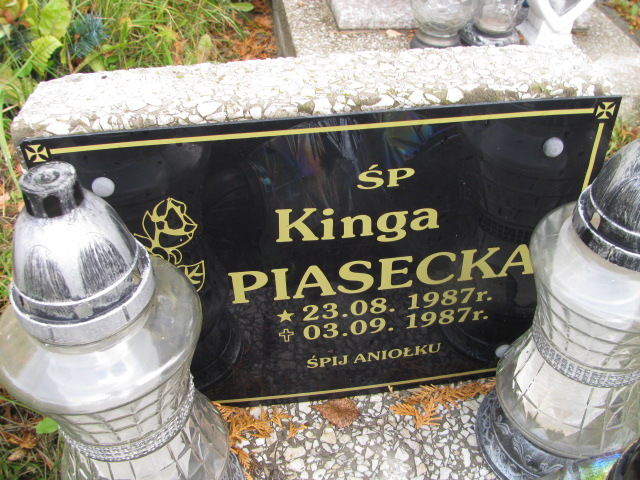 ŚP
Kinga
PIASECKA
★ 23.08. 1987r.
✝ 03.09. 1987r.
ŚPIJ ANIOŁKU